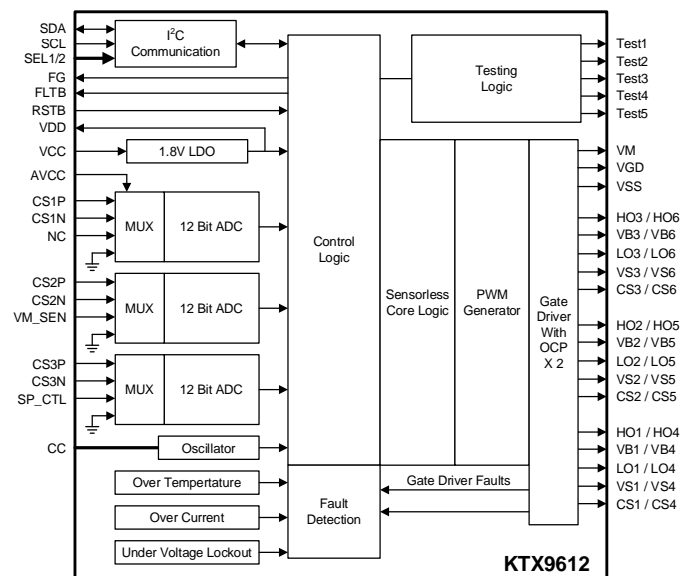 SDA
SCL
SEL1/2
FG
FLTB
RSTB
VDD
VCC
AVCC
CS1P
CS1N
NC
CS2P
CS2N
VM_SEN
CS3P
CS3N
SP_CTL
CC
I2C
Communication
1.8V LDO
MUX
12 Bit ADC
MUX
12 Bit ADC
MUX
12 Bit ADC
Oscillator
Over Tempertature
Over Current
Under Voltage Lockout
Control
Logic
Fault
Detection
Testing
Logic
Sensorless
Core Logic
PWM
Generator
Gate
Driver
With
OCP
X 2
Gate Driver Faults
Test1
Test2
Test3
Test4
Test5
VM
VGD
VSS
HO3 / HO6
VB3 / VB6
LO3 / LO6
VS3 / VS6
CS3 / CS6
HO2 / HO5
VB2 / VB5
LO2 / LO5
VS2 / VS5
CS2 / CS5
HO1 / HO4
VB1 / VB4
LO1 / LO4
VS1 / VS4
CS1 / CS4
KTX9612